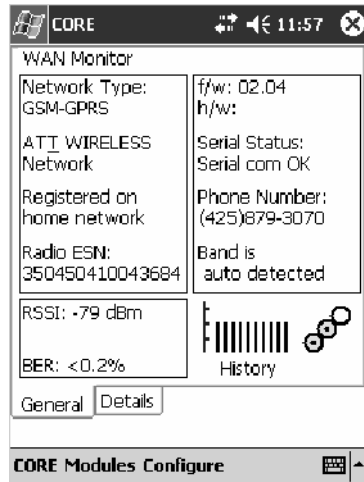 CORE 11:57
WAN Monitor
Network Type:
GSM-GPRS
ATT WIRELESS
Network
Registered on
home network
Radio ESN:
350450410043684
f/w: 02.04
h/w:
Serial Status:
Serial com OK
Phone Number:
(425)879-3070
Band is
auto detected
RSSI: -79 dBm
BER: <0.2%
History
General Details
CORE Modules Configure